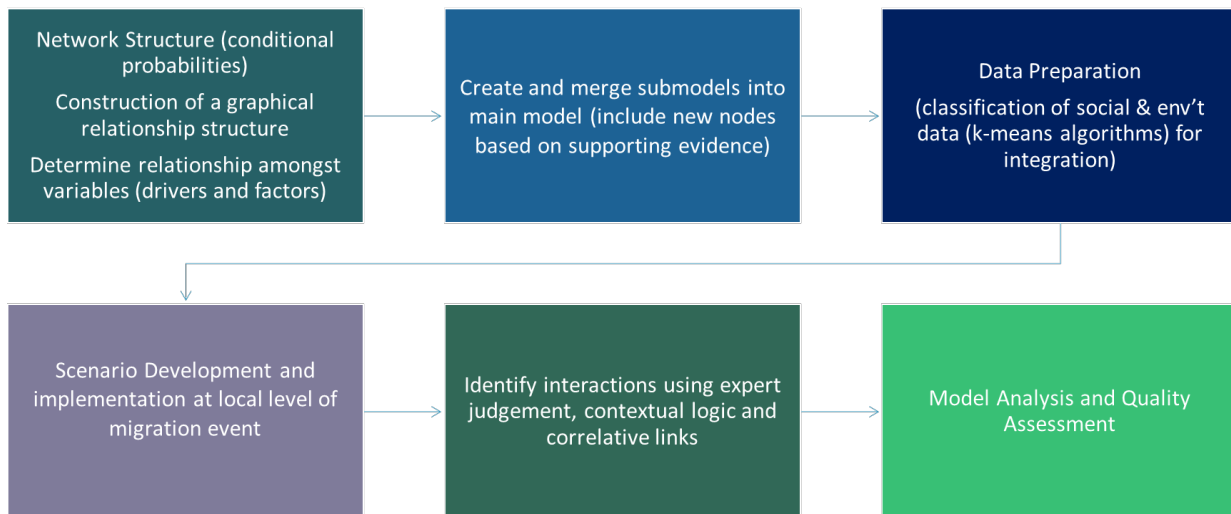 Network Structure (conditional
probabilities)
Construction of a graphical
relationship structure
Determine relationship amongst
variables (drivers and factors)
Create and merge submodels into
main model (include new nodes
based on supporting evidence)
Data Preparation
(classification of social & env’t
data (k-means algorithms) for
integration)
Scenario Development and
implementation at local level of
migration event
Identify interactions using expert
judgement, contextual logic and
correlative links
Model Analysis and Quality
Assessment